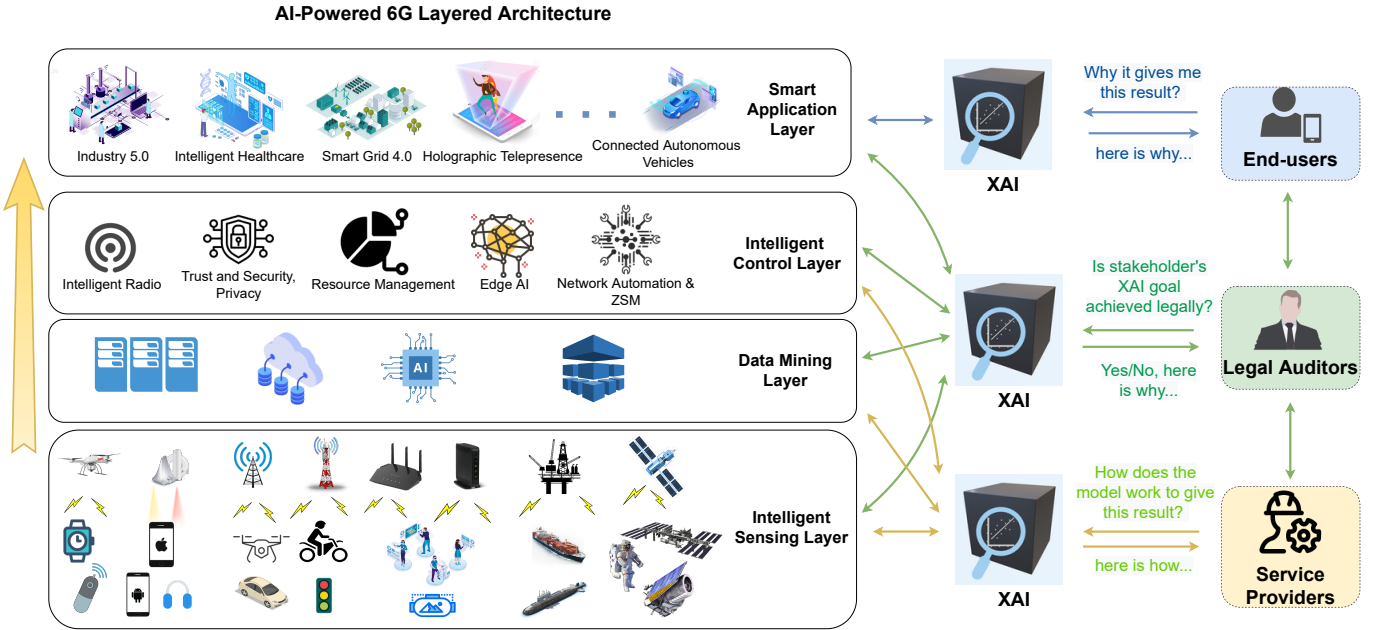 AI-Powered 6G Layered Architecture
Industry 5.0
Intelligent Healthcare
Smart Grid 4.0
Holographic Telepresence
Connected Autonomous
Vehicles
Smart
Application
Layer
XAI
Why it gives me
this result?
here is why...
End-users
Intelligent Radio
Trust and Security,
Privacy
Resource Management
Edge AI
Network Automation &
ZSM
Intelligent
Control Layer
AI
Data Mining
Layer
XAI
Is stakeholder's
XAI goal
achieved legally?
Yes/No, here
is why...
Legal Auditors
Intelligent
Sensing Layer
XAI
How does the
model work to give
this result?
here is how...
Service
Providers